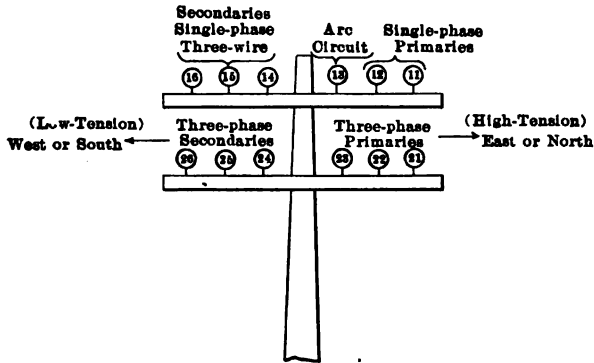 Secondaries
Single-phase
Three-wire
Arc
Circuit
Single-phase
Primaries
16 15 14 13 12 11
(Low-Tension)
West or South
Three-phase
Secondaries
Three-phase
Primaries
(High-Tension)
East or North
26 25 24 23 22 21